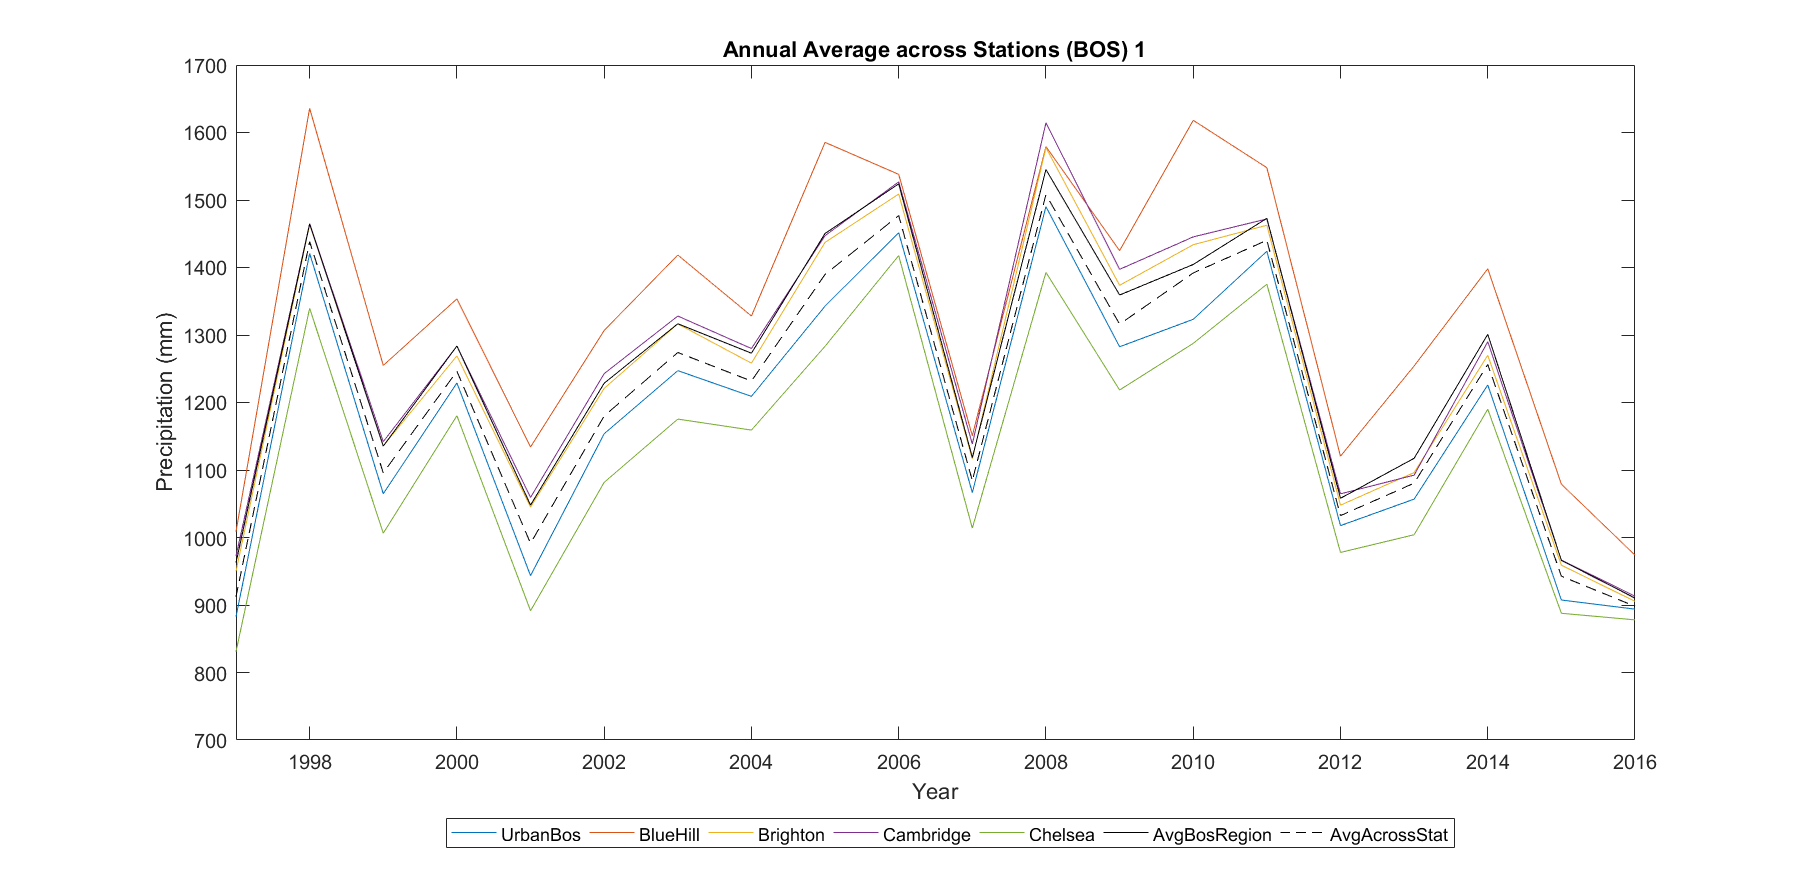 Annual Average across Stations (BOS) 1
1700
1600
1500
1400
1300
1200
1100
1000
900
800
700
Precipitation (mm)
1998 2000 2002 2004 2006 2008 2010 2012 2014 2016
Year
UrbanBos BlueHill Brighton Cambridge Chelsea AvgBosRegion AvgAcrossStat